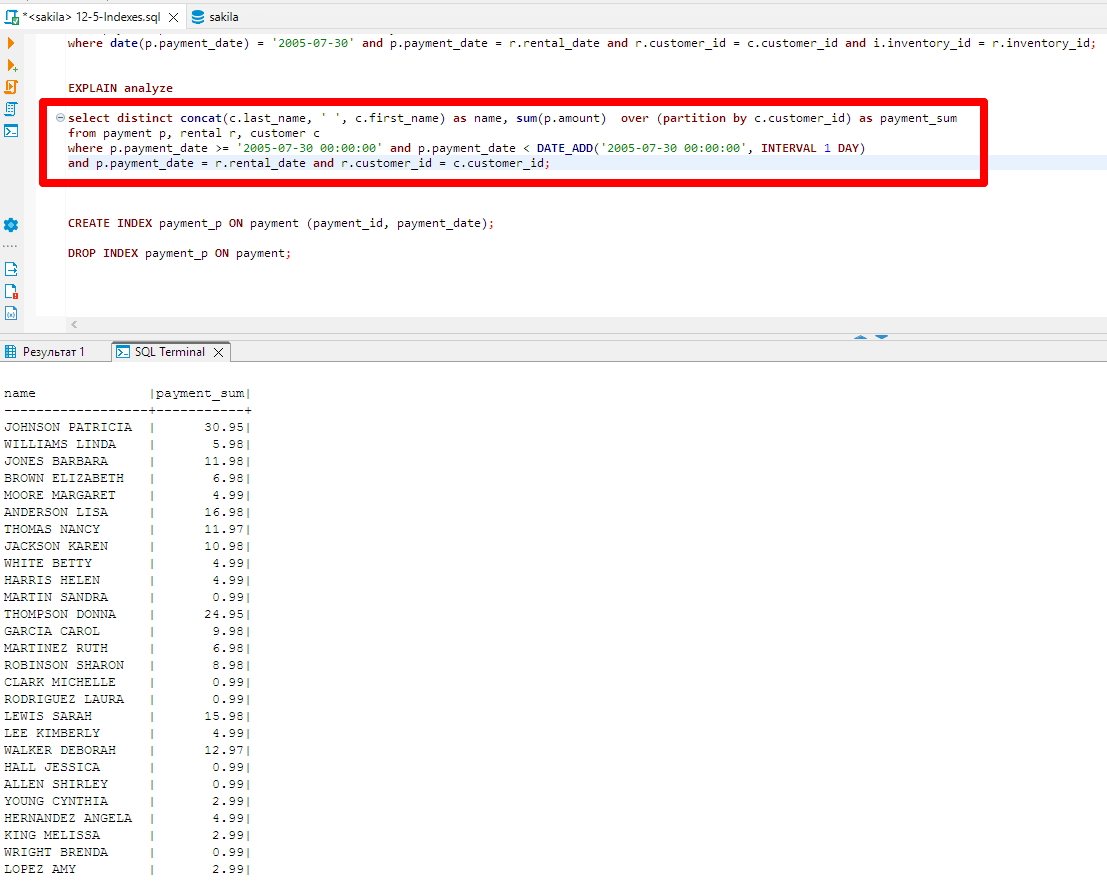 *<sakila> 12-5-Indexes.sql
sakila
where date(p.payment_date) = '2005-07-30' and p.payment_date = r.rental_date and r.customer_id = c.customer_id and i.inventory_id = r.inventory_id;
EXPLAIN analyze
select distinct concat(c.last_name, ' ', c.first_name) as name, sum(p.amount)  over (partition by c.customer_id) as payment_sum
from payment p, rental r, customer c
where p.payment_date >= '2005-07-30 00:00:00' and p.payment_date < DATE_ADD('2005-07-30 00:00:00', INTERVAL 1 DAY)
and p.payment_date = r.rental_date and r.customer_id = c.customer_id;
CREATE INDEX payment_p ON payment (payment_id, payment_date);
DROP INDEX payment_p ON payment;
Результат 1
SQL Terminal
name              |payment_sum|
------------------+-----------+
JOHNSON PATRICIA  |      30.95|
WILLIAMS LINDA    |       5.98|
JONES BARBARA     |      11.98|
BROWN ELIZABETH   |       6.98|
MOORE MARGARET    |       4.99|
ANDERSON LISA     |      16.98|
THOMAS NANCY      |      11.97|
JACKSON KAREN     |      10.98|
WHITE BETTY       |       4.99|
HARRIS HELEN      |       4.99|
MARTIN SANDRA     |       0.99|
THOMPSON DONNA    |      24.95|
GARCIA CAROL      |       9.98|
MARTINEZ RUTH     |       6.98|
ROBINSON SHARON   |       8.98|
CLARK MICHELLE    |       0.99|
RODRIGUEZ LAURA   |       0.99|
LEWIS SARAH       |      15.98|
LEE KIMBERLY      |       4.99|
WALKER DEBORAH    |      12.97|
HALL JESSICA      |       0.99|
ALLEN SHIRLEY     |       0.99|
YOUNG CYNTHIA     |       2.99|
HERNANDEZ ANGELA  |       4.99|
KING MELISSA      |       2.99|
WRIGHT BRENDA     |       0.99|
LOPEZ AMY         |       2.99|